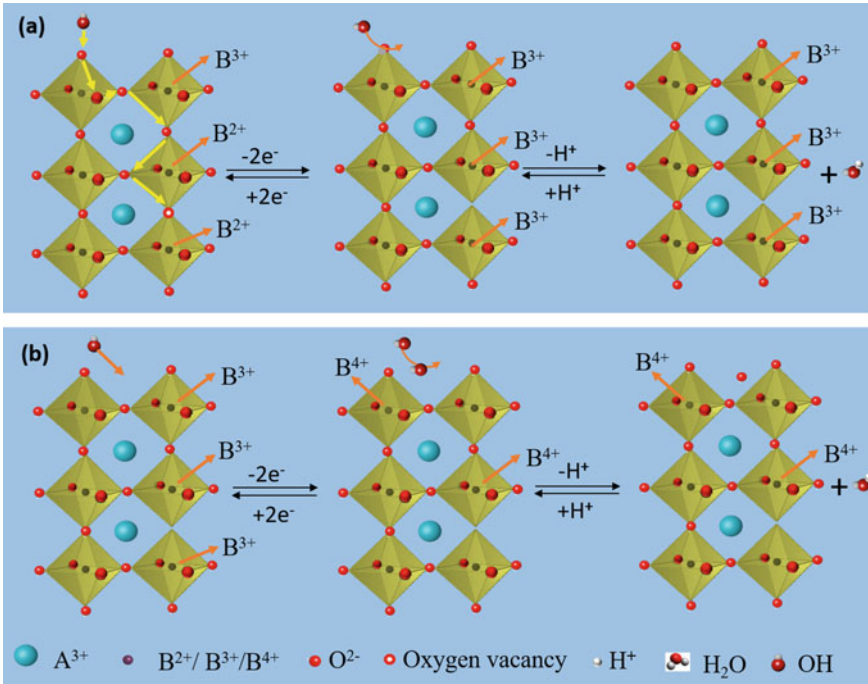 (a)
B³⁺
B²⁺
B²⁺
-2e⁻
+2e⁻
B³⁺
B³⁺
B³⁺
-H⁺
+H⁺
B³⁺
B³⁺
B³⁺
+
(b)
B³⁺
B³⁺
B³⁺
-2e⁻
+2e⁻
B⁴⁺
B⁴⁺
-H⁺
+H⁺
B⁴⁺
B⁴⁺
+
A³⁺ B²⁺/ B³⁺/B⁴⁺ O²⁻ Oxygen vacancy H⁺ H₂O OH